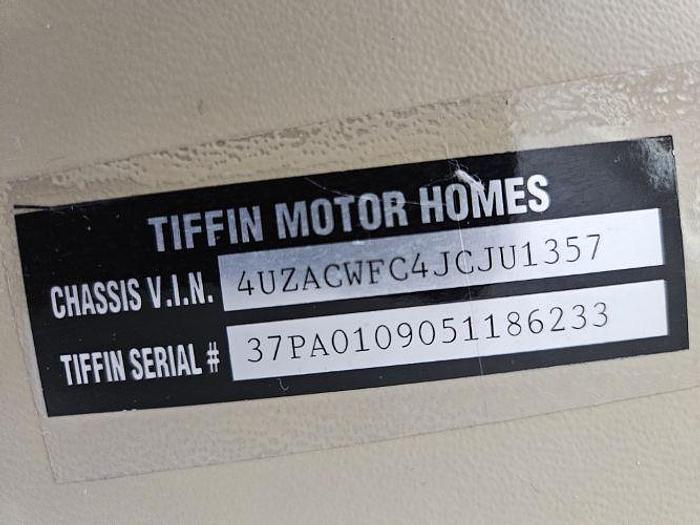 TIFFIN MOTOR HOMES
CHASSIS V.I.N. 4UZACWFC4JCJU1357
TIFFIN SERIAL # 37PA0109051186233